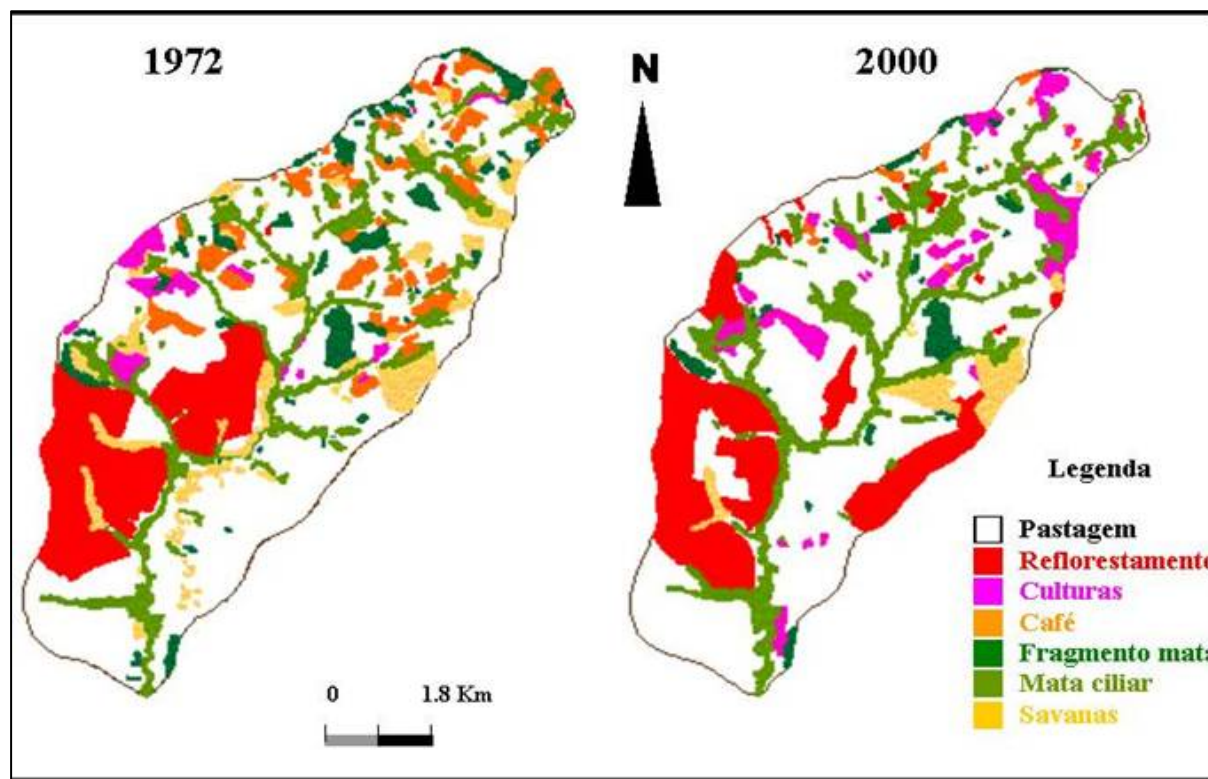 1972
N
2000
0 1.8 Km
Legenda
Pastagem
Reflorestamento
Culturas
Café
Fragmento mata
Mata ciliar
Savanas